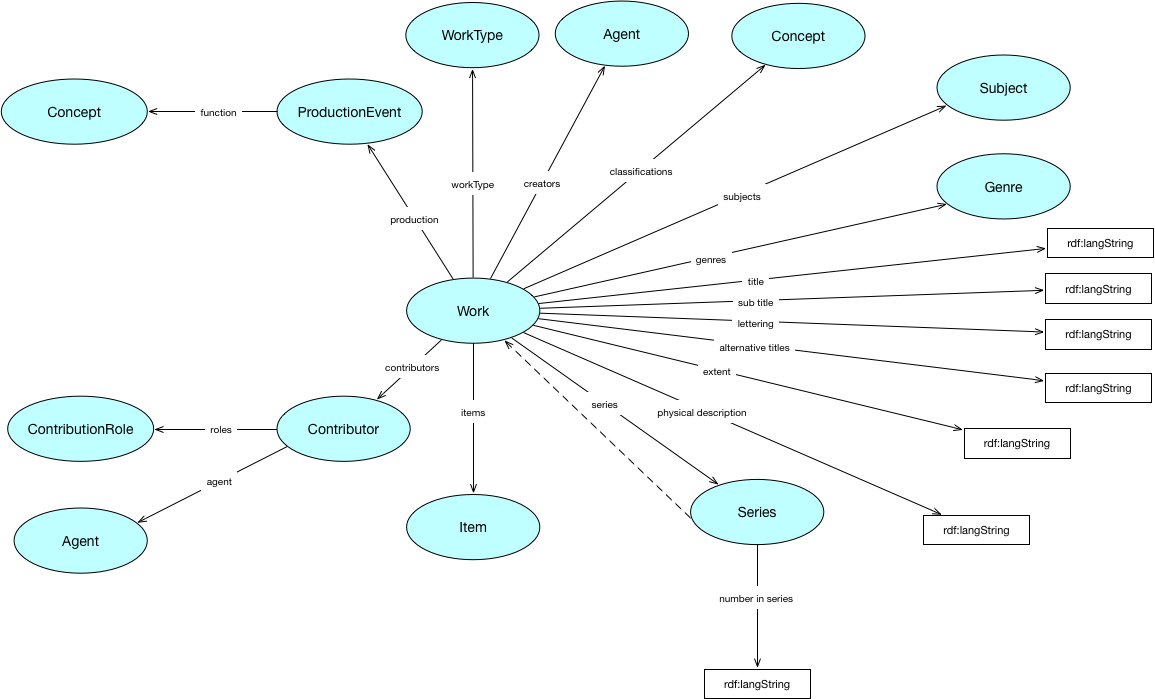 WorkType
Agent
Concept
Subject
Concept
function
ProductionEvent
classifications
workType
creators
Genre
subjects
production
rdf:langString
genres
title
rdf:langString
sub title
Work
lettering
rdf:langString
alternative titles
contributors
extent
rdf:langString
series
items
physical description
ContributionRole
roles
Contributor
rdf:langString
agent
Series
Item
rdf:langString
Agent
number in series
rdf:langString